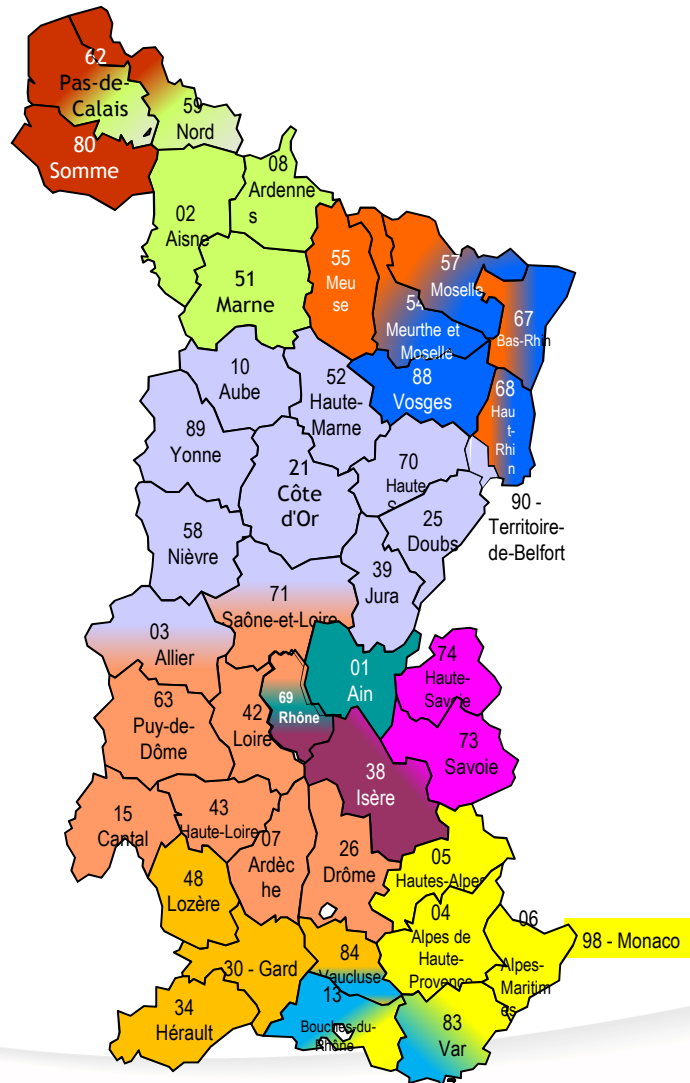 62
Pas-de-
Calais
59
Nord
80
Somme
08
Ardenne
s
02
Aisne
55
Meu
se
57
Moselle
51
Marne
54
Meurthe et
Moselle
67
Bas-Rhin
10
Aube
52
Haute-
Marne
88
Vosges
68
Hau
t-
Rhi
n
89
Yonne
21
Côte
d'Or
70
Haute
90 -
Territoire-
de-Belfort
25
Doubs
58
Nièvre
39
Jura
71
Saône-et-Loire
03
Allier
01
Ain
74
Haute-
Savoie
63
Puy-de-
Dôme
42
Loire
69
Rhône
73
Savoie
38
Isère
15
Cantal
43
Haute-Loire
07
Ardè
che
26
Drôme
05
Hautes-Alpes
48
Lozère
04
Alpes de
Haute-
Provence
06
Alpes-
Maritim
es
98 - Monaco
30 - Gard
84
Vaucluse
34
Hérault
13
Bouches-du-
Rhône
83
Var